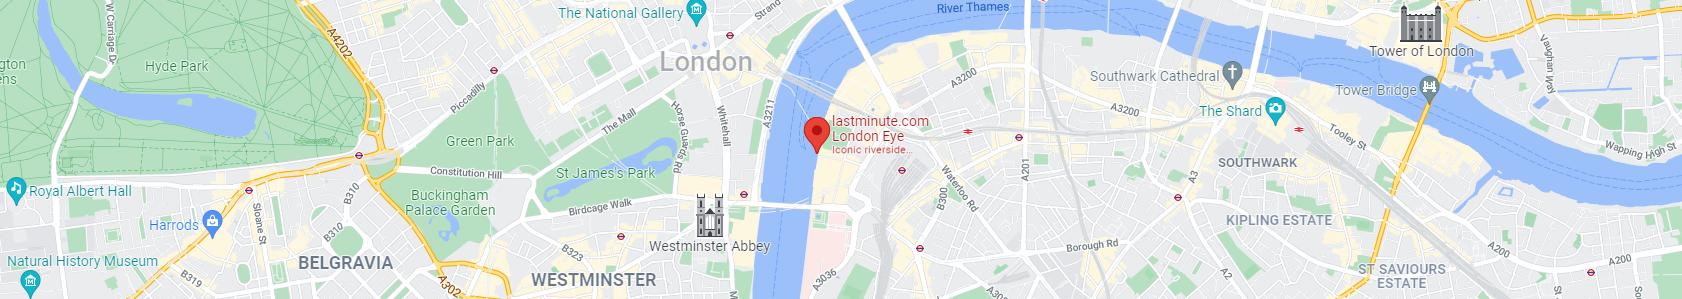 The National Gallery
Strand
River Thames
Tower of London
W Carriage Dr
A4202
Hyde Park
London
ngton
ens
Piccadilly
A3211
A3200
Southwark Cathedral
A3200
Tower Bridge
Vaughan Way
The Mall
Horse Guards Rd
Whitehall
lastminute.com
London Eye
Iconic riverside...
The Shard
Tooley St
Wapping High St
Green Park
Constitution Hill
St James's Park
A201
SOUTHWARK
Royal Albert Hall
B310
Buckingham
Palace Garden
Birdcage Walk
B300
Waterloo Rd
A3
Harrods
Sloane St
B310
Westminster Abbey
KIPLING ESTATE
B323
Borough Rd
A200
A200
Natural History Museum
BELGRAVIA
B319
A302
WESTMINSTER
A3036
A2
ST SAVIOURS
ESTATE